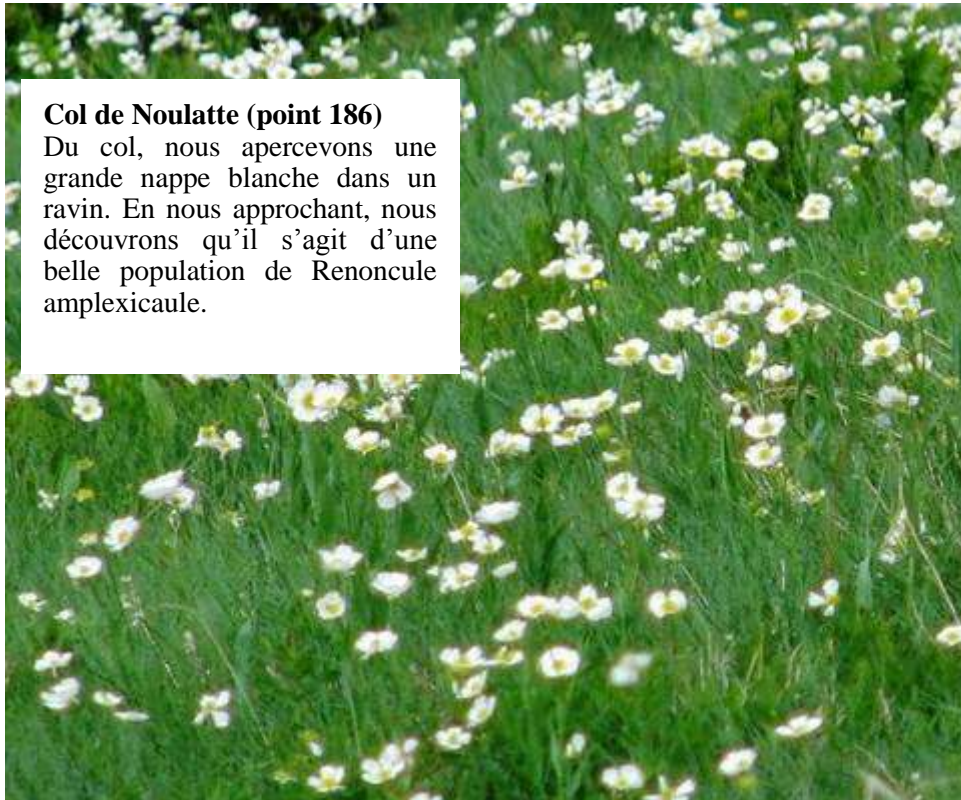 Col de Noulatte (point 186)
Du col, nous apercevons une
grande nappe blanche dans un
ravin. En nous approchant, nous
découvrons qu’il s’agit d’une
belle population de Renoncule
amplexicaule.